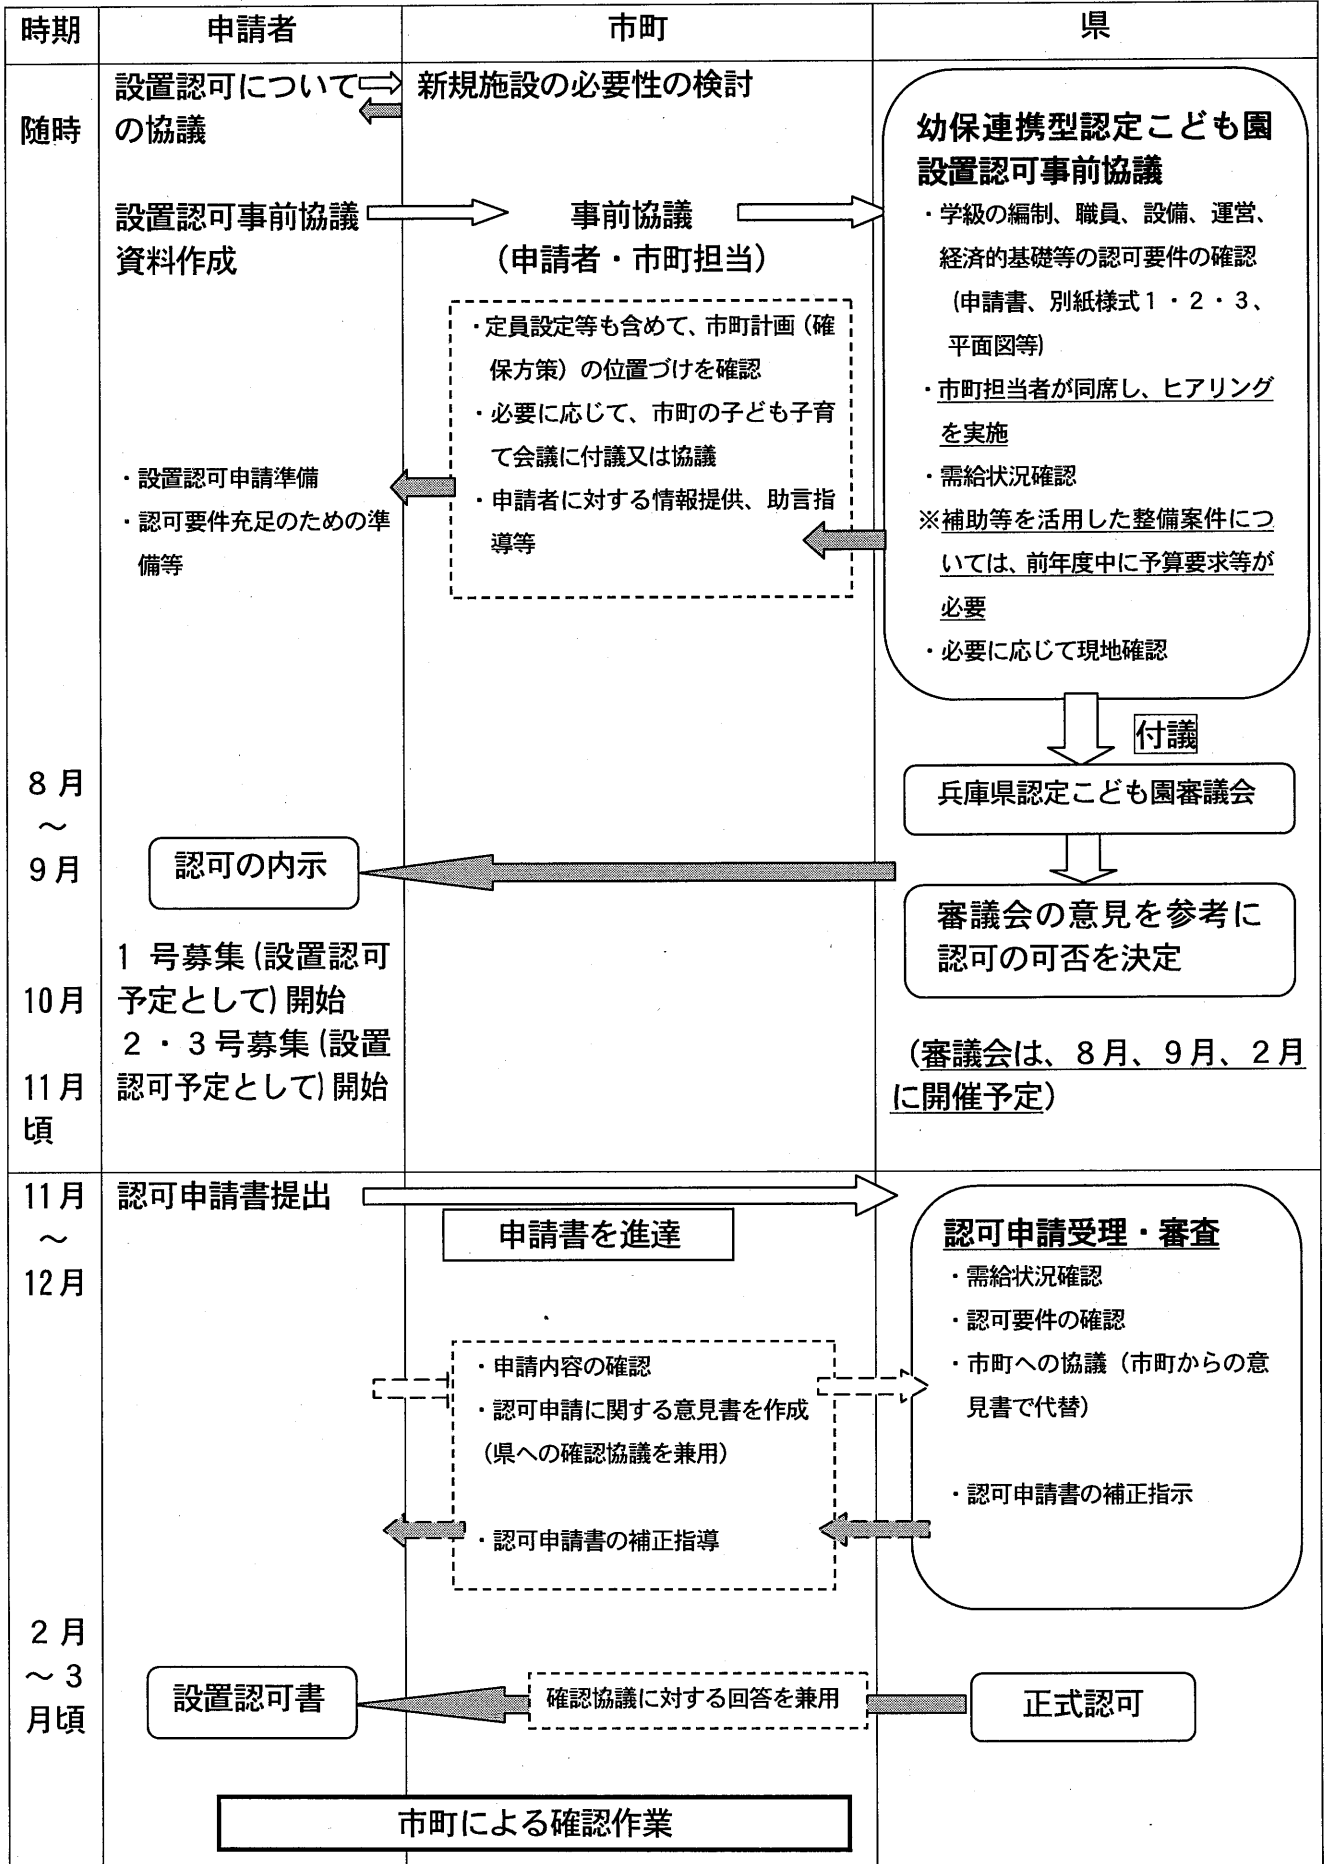 時期
申請者
市町
県
随時
設置認可について
の協議
新規施設の必要性の検討
設置認可事前協議
資料作成
事前協議
(申請者・市町担当)
・定員設定等も含めて、市町計画(確
保方策)の位置づけを確認
・必要に応じて、市町の子ども子育
て会議に付議又は協議
・申請者に対する情報提供、助言指
導等
・設置認可申請準備
・認可要件充足のための準
備等
幼保連携型認定こども園
設置認可事前協議
・学級の編制、職員、設備、運営、
経済的基礎等の認可要件の確認
(申請書、別紙様式1・2・3、
平面図等)
・市町担当者が同席し、ヒアリング
を実施
・需給状況確認
※補助等を活用した整備案件につ
いては、前年度中に予算要求等が
必要
・必要に応じて現地確認
付議
8月
~
9月
兵庫県認定こども園審議会
認可の内示
審議会の意見を参考に
認可の可否を決定
10月
11月
頃
1 号募集(設置認可
予定として)開始
2・3号募集(設置
認可予定として)開始
(審議会は、8月、9月、2月
に開催予定)
11月
~
12月
認可申請書提出
申請書を進達
認可申請受理・審査
・需給状況確認
・認可要件の確認
・市町への協議(市町からの意
見書で代替)
・認可申請書の補正指示
・申請内容の確認
・認可申請に関する意見書を作成
(県への確認協議を兼用)
・認可申請書の補正指導
2月
~3
月頃
設置認可書
確認協議に対する回答を兼用
正式認可
市町による確認作業